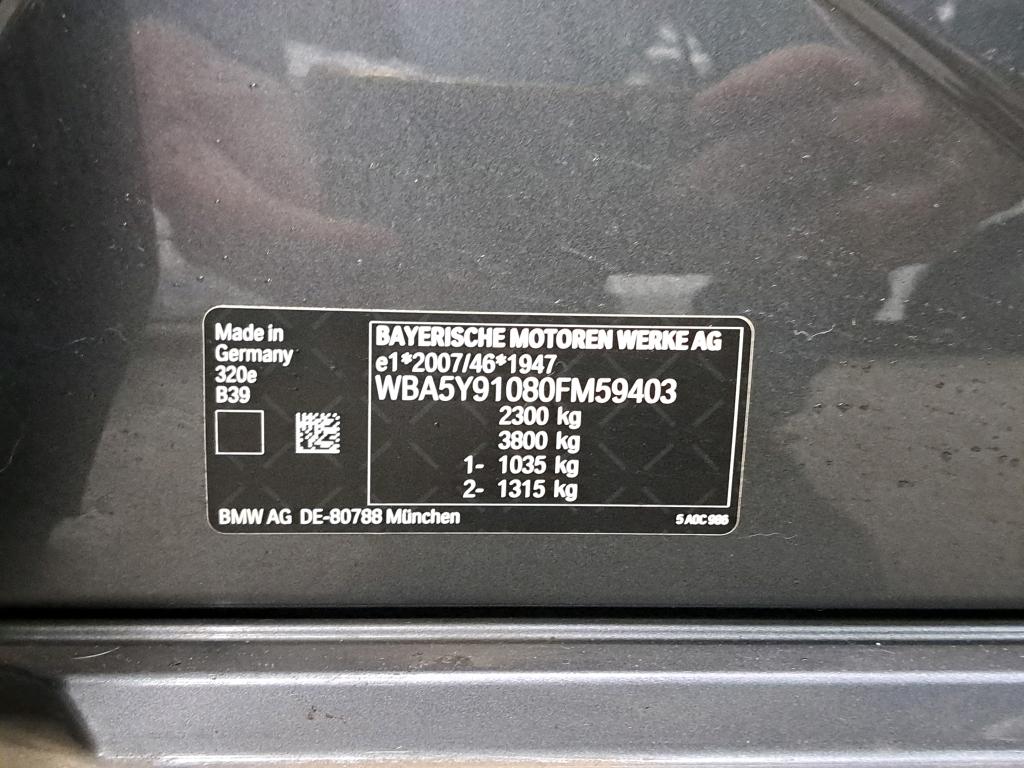 Made in
Germany
320e
B39
BAYERISCHE MOTOREN WERKE AG
e1*2007/46*1947
WBA5Y91080FM59403
2300 kg
3800 kg
1- 1035 kg
2- 1315 kg
BMW AG DE-80788 München
5 A0C 986